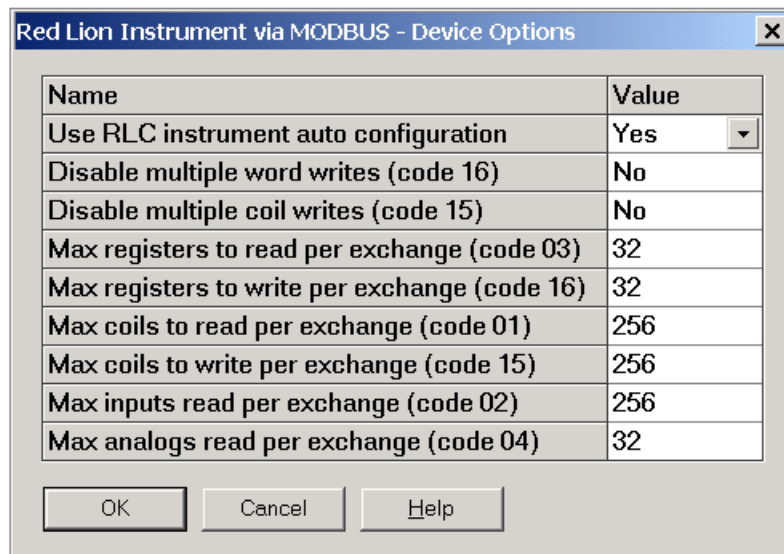 Red Lion Instrument via MODBUS - Device Options
Name Value
Use RLC instrument auto configuration Yes
Disable multiple word writes (code 16) No
Disable multiple coil writes (code 15) No
Max registers to read per exchange (code 03) 32
Max registers to write per exchange (code 16) 32
Max coils to read per exchange (code 01) 256
Max coils to write per exchange (code 15) 256
Max inputs read per exchange (code 02) 256
Max analogs read per exchange (code 04) 32
OK Cancel Help